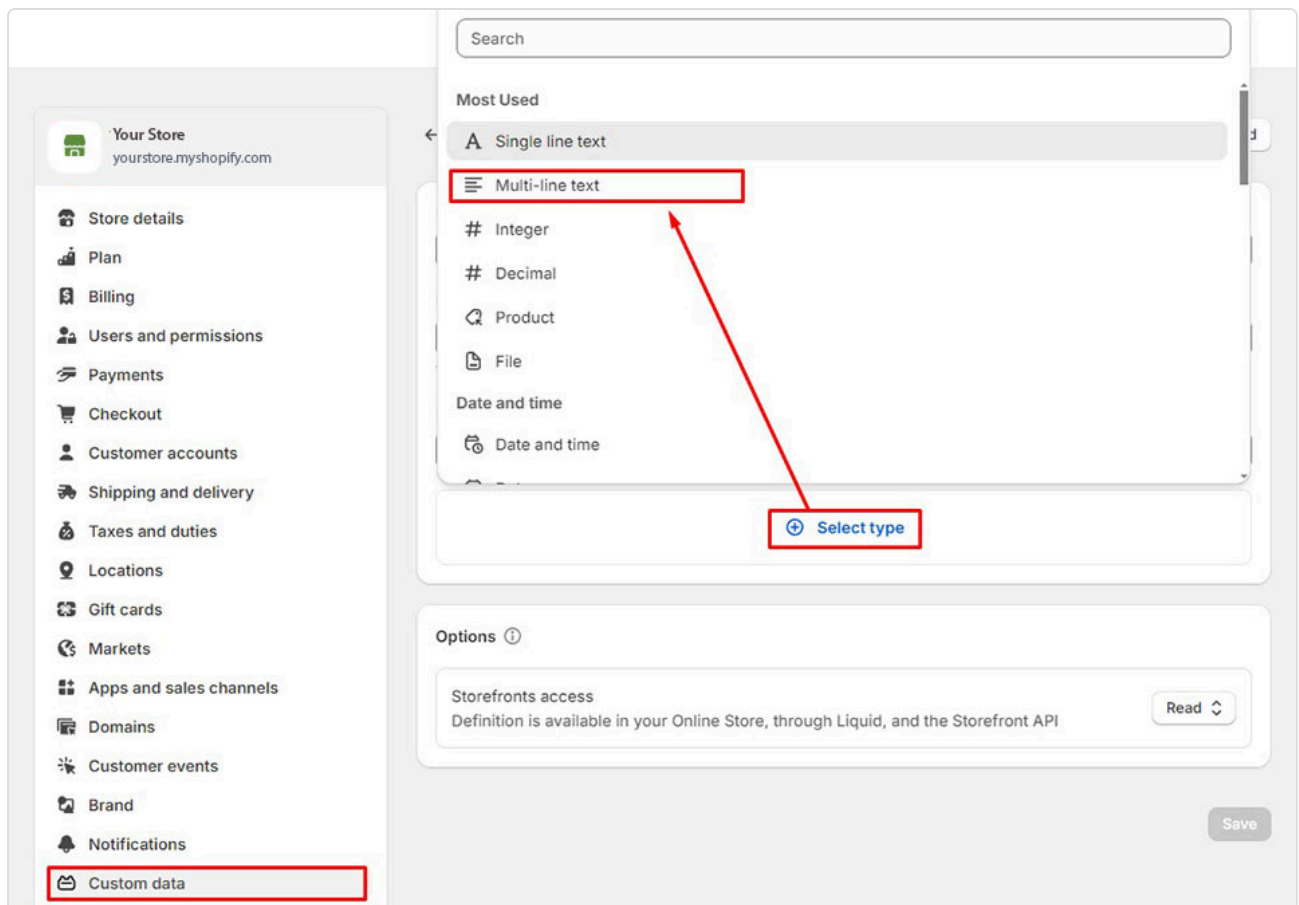 Search
Most Used
Single line text
Multi-line text
Integer
Decimal
Product
File
Date and time
Date and time
Select type
Your Store
yourstore.myshopify.com
Store details
Plan
Billing
Users and permissions
Payments
Checkout
Customer accounts
Shipping and delivery
Taxes and duties
Locations
Gift cards
Markets
Apps and sales channels
Domains
Customer events
Brand
Notifications
Custom data
Options
Storefronts access
Definition is available in your Online Store, through Liquid, and the Storefront API
Read
Save